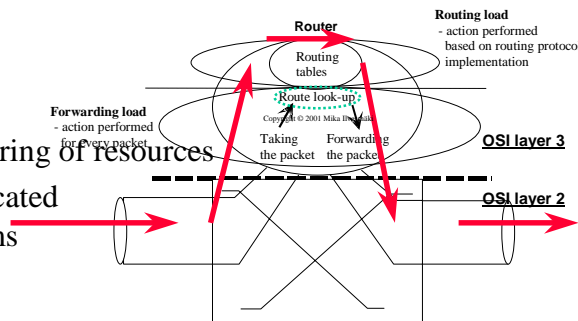 Router
Routing load
- action performed
based on routing protoco
implementation
Routing
tables
Route look-up
Forwarding load
- action performed
for every packet
Copyright © 2001 Mika
Taking
the packet
Forwarding
the packet
ring of resources
OSI layer 3
cated
OSI layer 2
ns